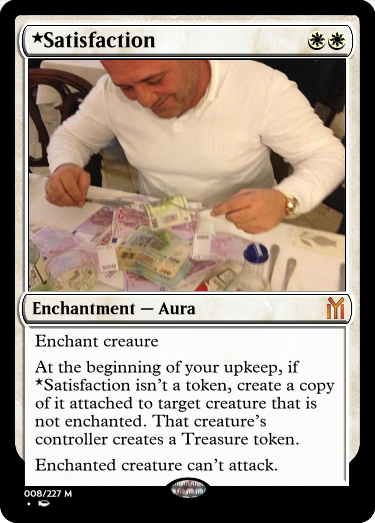 *Satisfaction
500
Enchantment — Aura
Enchant creaure
At the beginning of your upkeep, if
*Satisfaction isn't a token, create a copy
of it attached to target creature that is
not enchanted. That creature's
controller creates a Treasure token.
Enchanted creature can't attack.
008/227 M